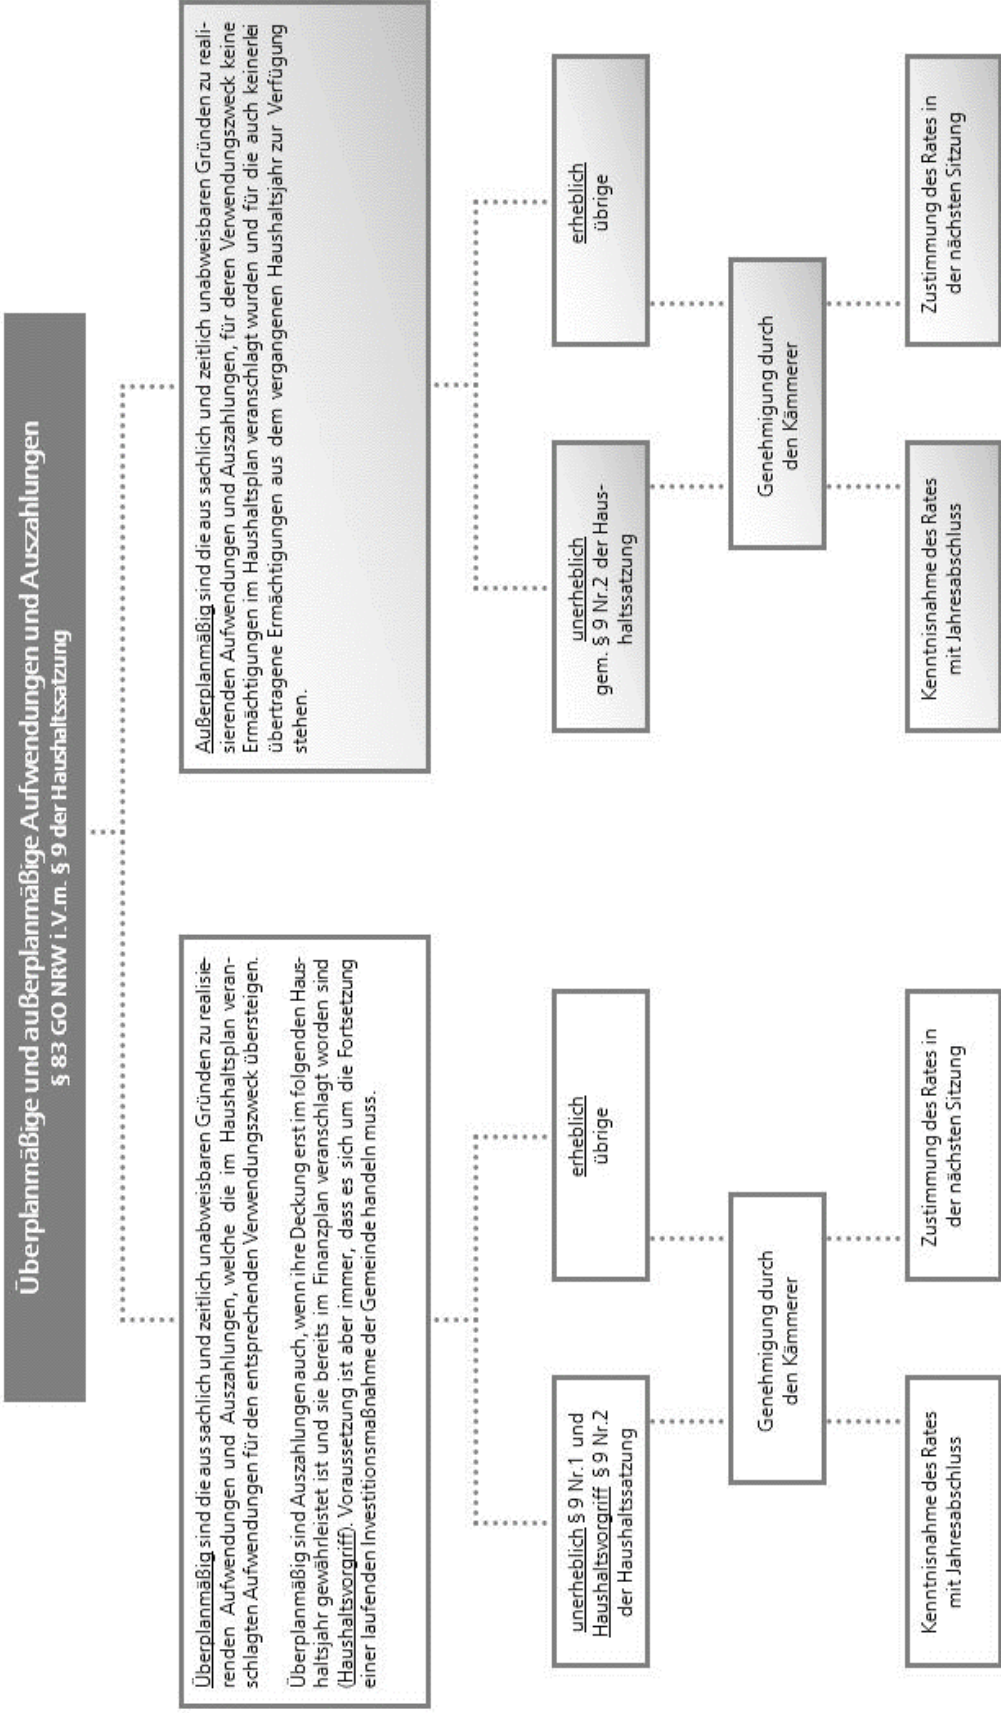 Überplanmäßige und außerplanmäßige Aufwendungen und Auszahlungen
§ 83 GO NRW i.V.m. § 9 der Haushaltssatzung
Überplanmäßig sind die aus sachlich und zeitlich unabweisbaren Gründen zu realisie-
renden Aufwendungen und Auszahlungen, welche die im Haushaltsplan veran-
schlagten Aufwendungen für den entsprechenden Verwendungszweck übersteigen.
Überplanmäßig sind Auszahlungen auch, wenn ihre Deckung erst im folgenden Haus-
haltsjahr gewährleistet ist und sie bereits im Finanzplan veranschlagt worden sind
(Haushaltsvorgriff). Voraussetzung ist aber immer, dass es sich um die Fortsetzung
einer laufenden Investitionsmaßnahme der Gemeinde handeln muss.
Außerplanmäßig sind die aus sachlich und zeitlich unabweisbaren Gründen zu reali-
sierenden Aufwendungen und Auszahlungen, für deren Verwendungszweck keine
Ermächtigungen im Haushaltsplan veranschlagt wurden und für die auch keinerlei
übertragene Ermächtigungen aus dem vergangenen Haushaltsjahr zur Verfügung
stehen.
unerheblich § 9 Nr.1 und
Haushaltsvorgriff § 9 Nr.2
der Haushaltssatzung
erheblich
übrige
unerheblich
gem. § 9 Nr.2 der Haus-
haltssatzung
erheblich
übrige
Genehmigung durch
den Kämmerer
Genehmigung durch
den Kämmerer
Kenntnisnahme des Rates
mit Jahresabschluss
Zustimmung des Rates in
der nächsten Sitzung
Kenntnisnahme des Rates
mit Jahresabschluss
Zustimmung des Rates in
der nächsten Sitzung